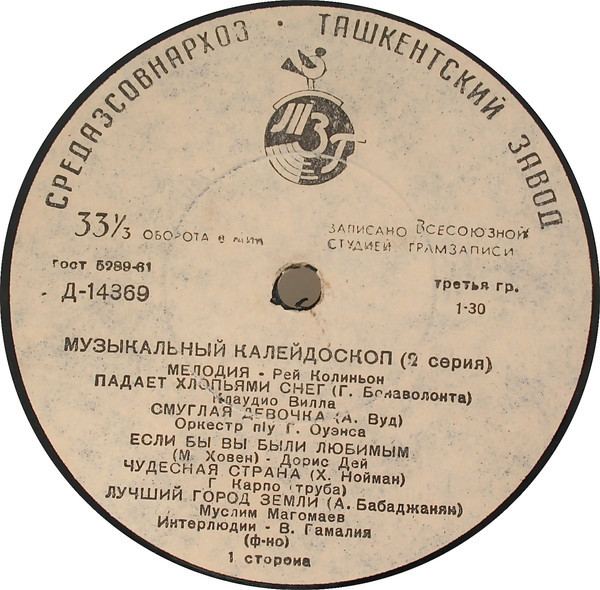 СРЕДАЗСОВНАРХОЗ · ТАШКЕНТСКИЙ ЗАВОД
ТЗГ
33⅓ ОБОРОТА в мин
ЗАПИСАНО ВСЕСОЮЗНОЙ
СТУДИЕЙ ГРАМЗАПИСИ
гост 5289-61
Д-14369
третья гр.
1-30
МУЗЫКАЛЬНЫЙ КАЛЕЙДОСКОП (2 серия)
МЕЛОДИЯ - Рей Колиньон
ПАДАЕТ ХЛОПЬЯМИ СНЕГ (Г. Бонаволонта)
Клаудио Вилла
СМУГЛАЯ ДЕВОЧКА (А. Вуд)
Оркестр п/у Г. Оуэнса
ЕСЛИ БЫ ВЫ БЫЛИ ЛЮБИМЫМ
(М. Ховен) - Дорис Дей
ЧУДЕСНАЯ СТРАНА (Х. Нойман)
Г Карпо (труба)
ЛУЧШИЙ ГОРОД ЗЕМЛИ (А. Бабаджанян)
Муслим Магомаев
Интерлюдии - В. Гамалия
(ф-но)
1 сторона